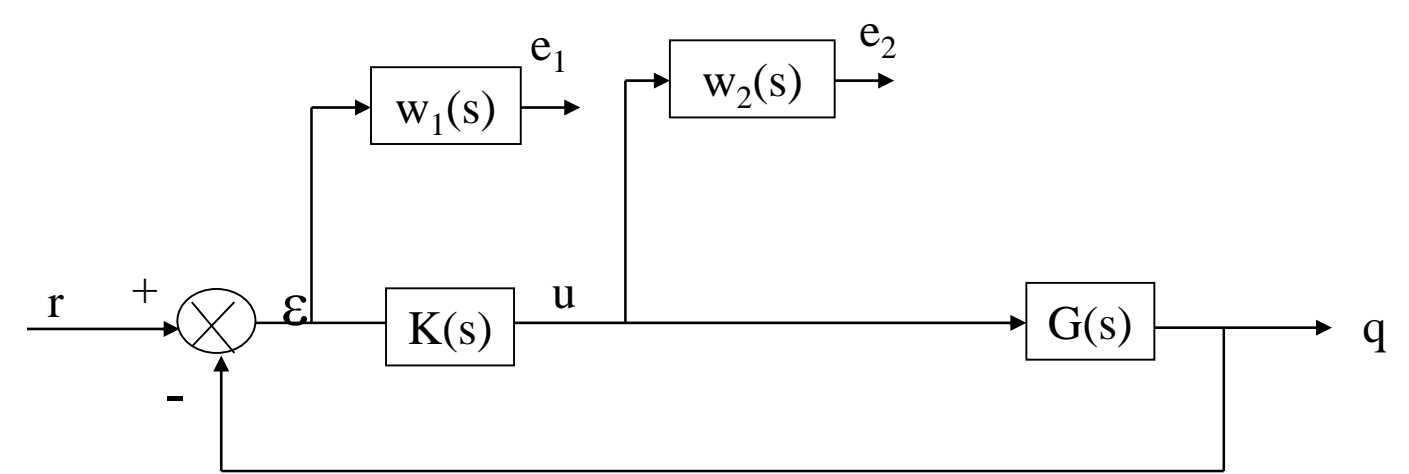 e₁
e₂
w₁(s)
w₂(s)
r
+
ε
K(s)
u
G(s)
q
-